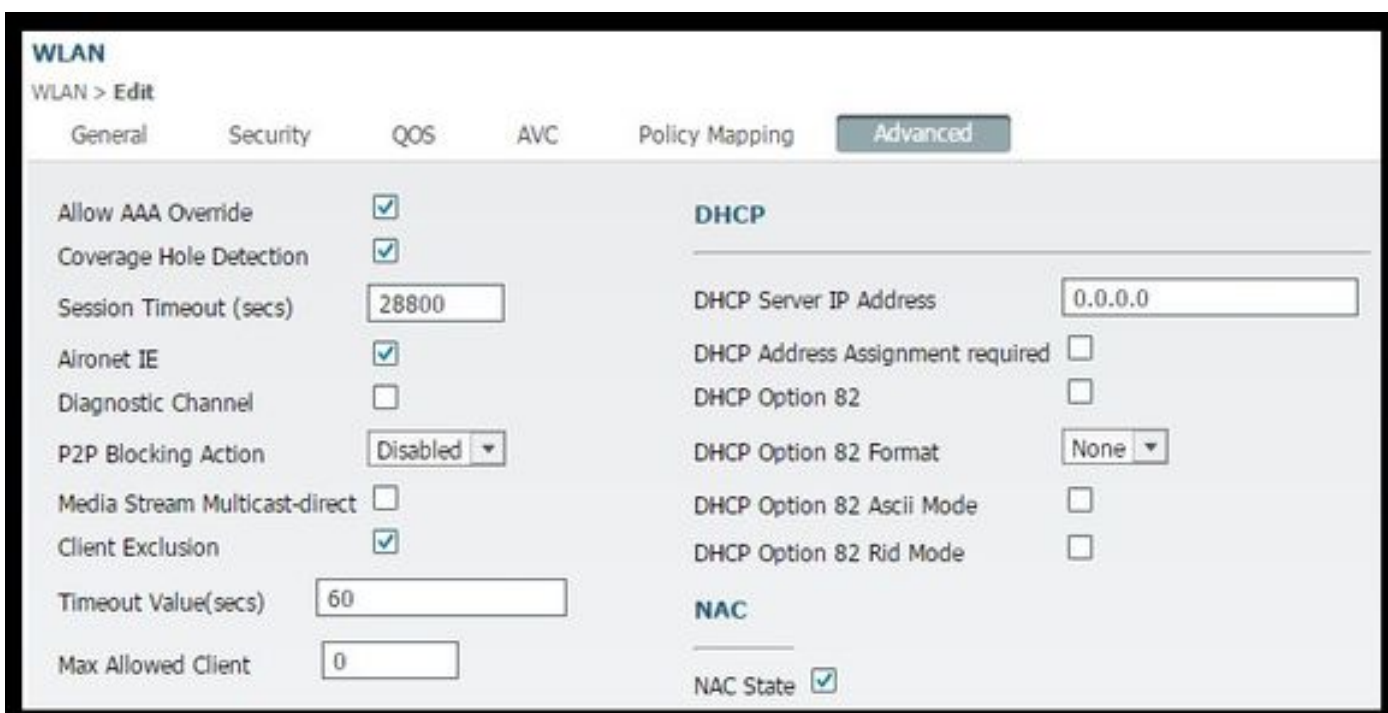 WLAN
WLAN > Edit
General Security QOS AVC Policy Mapping Advanced
Allow AAA Override
Coverage Hole Detection
Session Timeout (secs) 28800
Aironet IE
Diagnostic Channel
P2P Blocking Action Disabled
Media Stream Multicast-direct
Client Exclusion
Timeout Value(secs) 60
Max Allowed Client 0
DHCP
DHCP Server IP Address 0.0.0.0
DHCP Address Assignment required
DHCP Option 82
DHCP Option 82 Format None
DHCP Option 82 Ascii Mode
DHCP Option 82 Rid Mode
NAC
NAC State